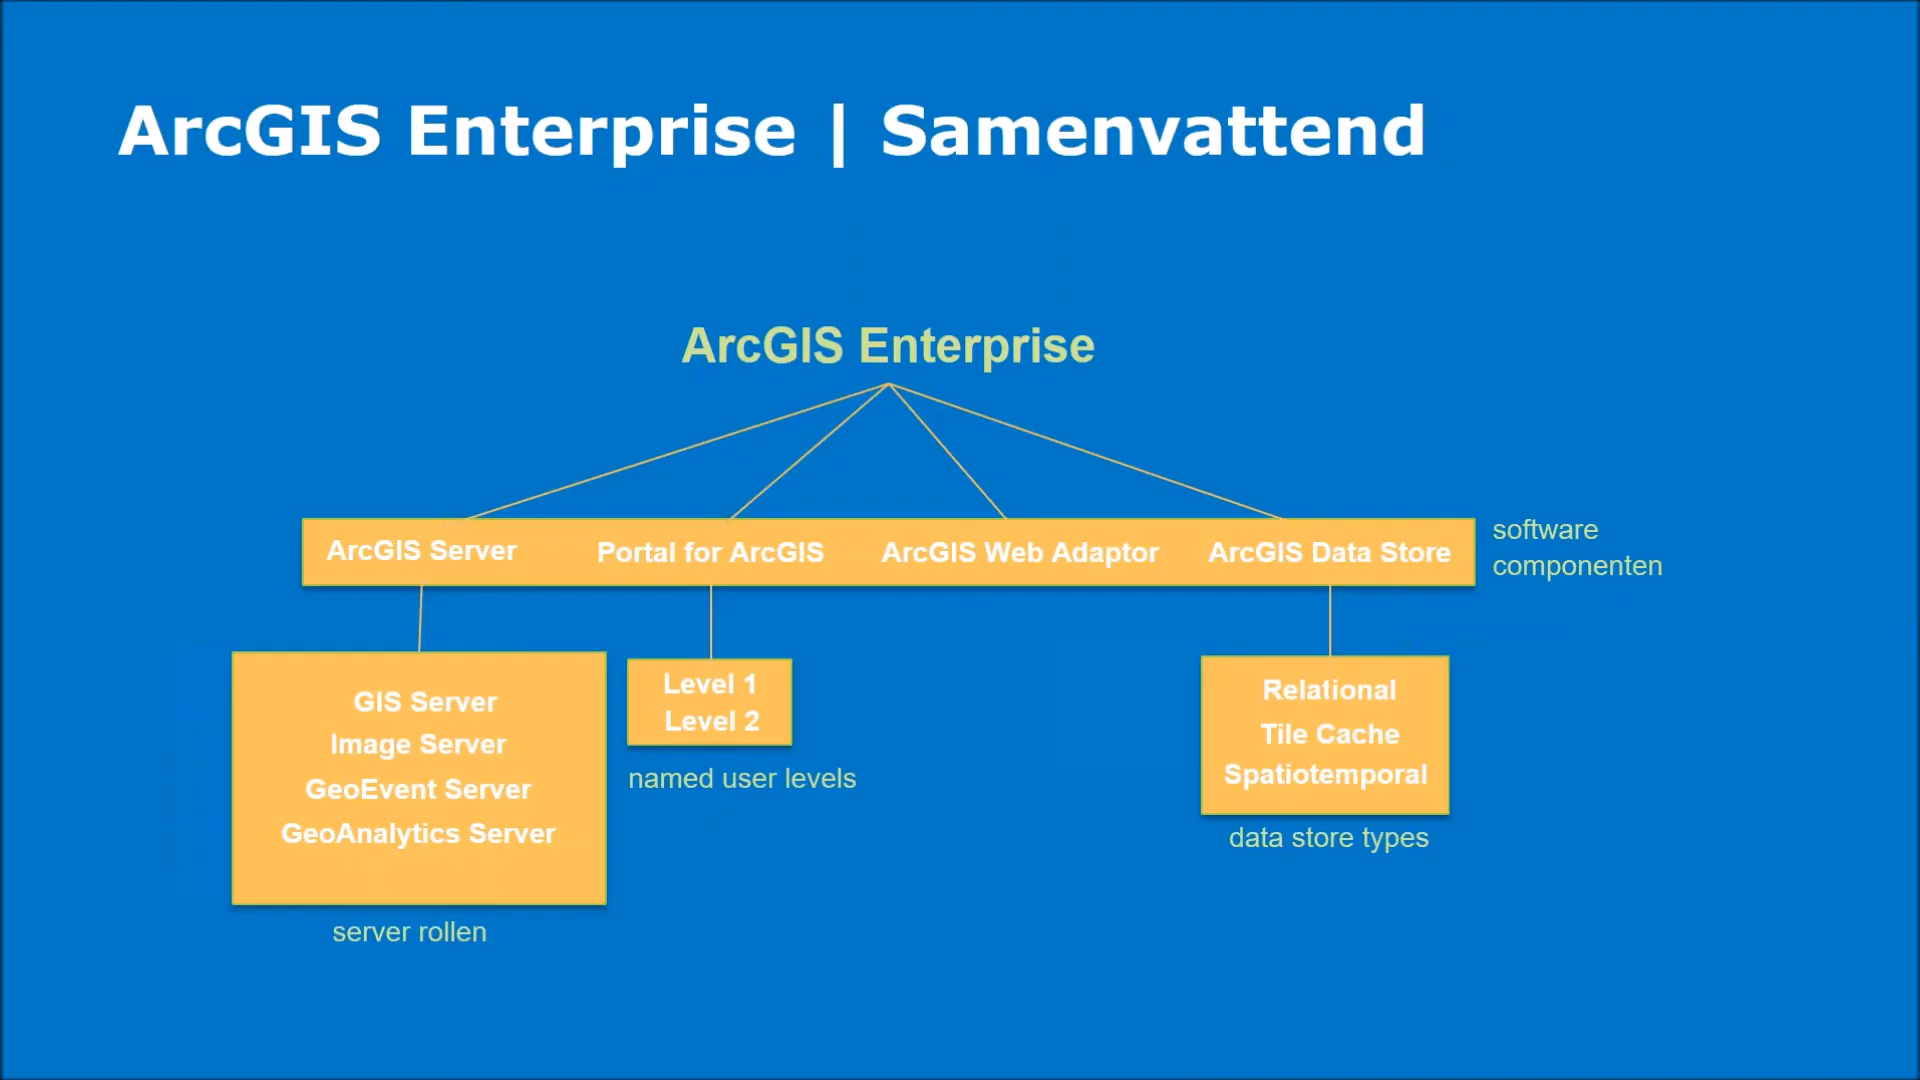 ArcGIS Enterprise | Samenvattend
ArcGIS Enterprise
ArcGIS Server
Portal for ArcGIS
ArcGIS Web Adaptor
ArcGIS Data Store
software
componenten
GIS Server
Image Server
GeoEvent Server
GeoAnalytics Server
server rollen
Level 1
Level 2
named user levels
Relational
Tile Cache
Spatiotemporal
data store types